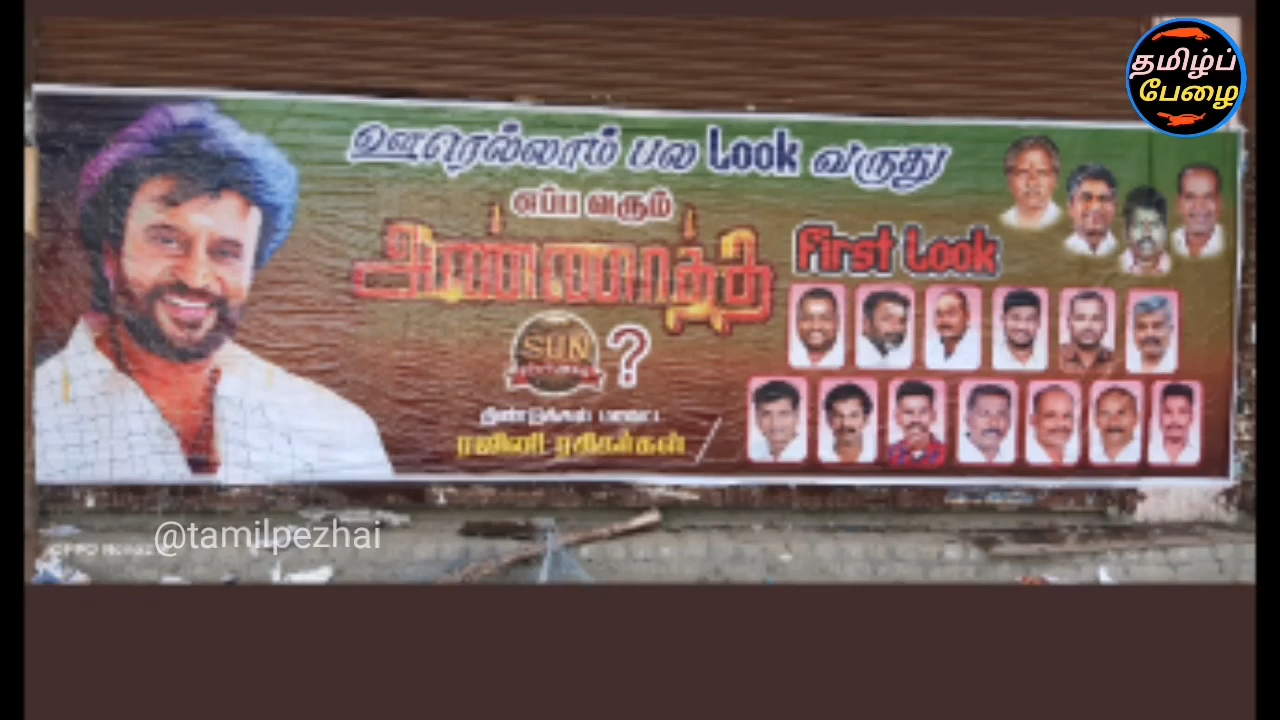 தமிழ்ப்
பேழை
ஊரெல்லாம் பல Look வருது
எப்ப வரும்
அண்ணாத்த
First Look
SUN
?
திண்டுக்கல் மாவட்ட
ரஜினி ரசிகர்கள்
@tamilpezhai